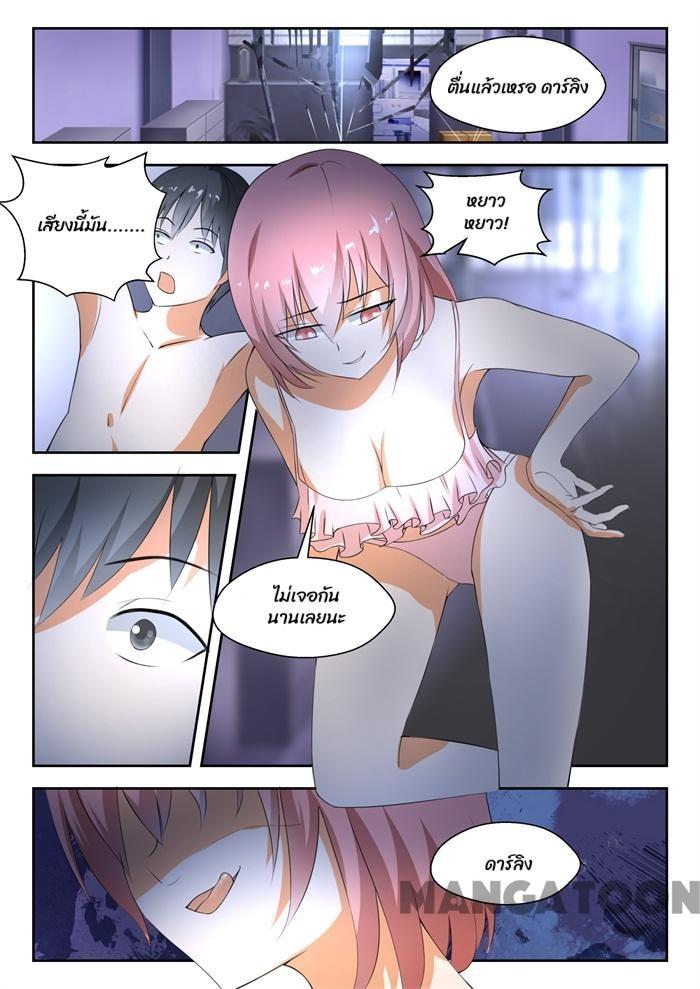 ตื่นแล้วเหรอ ดาร์ลิง
เสียงนี้มัน.......
หยาว
หยาว!
ไม่เจอกัน
นานเลยนะ
ดาร์ลิง
MANGATOON